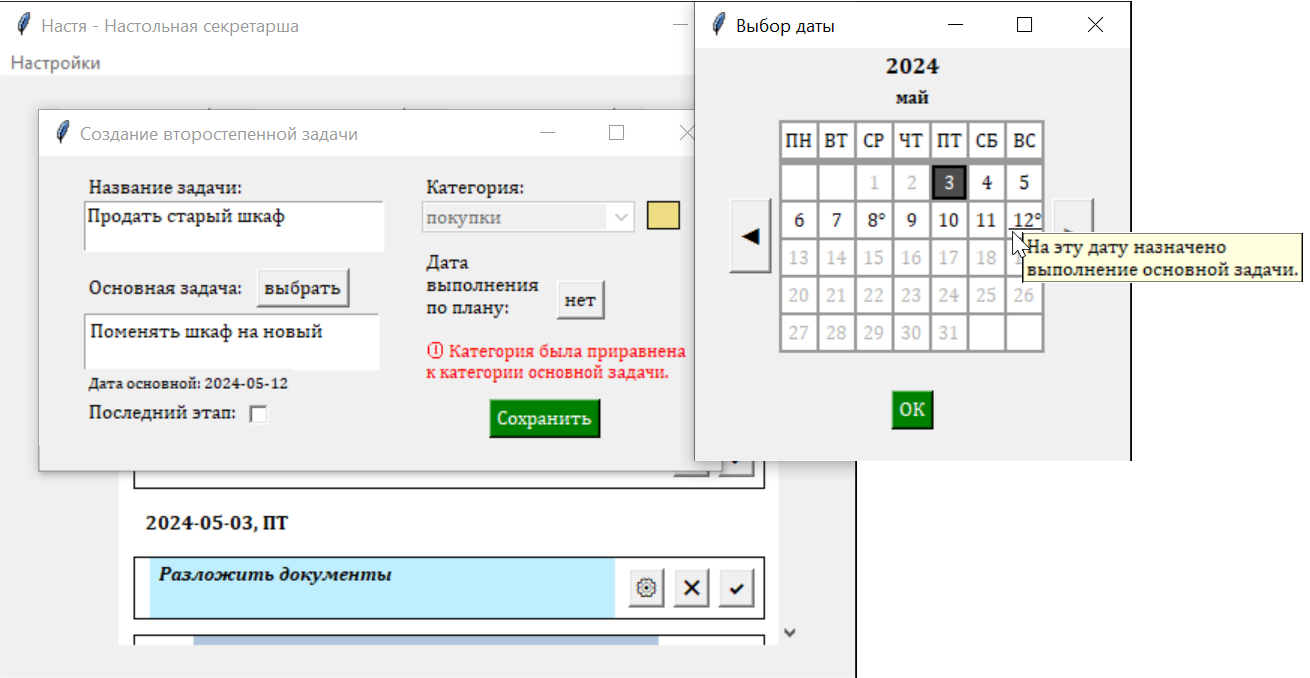 Настя - Настольная секретарша
Настройки
Создание второстепенной задачи
Название задачи:
Продать старый шкаф
Основная задача: выбрать
Поменять шкаф на новый
Дата основной: 2024-05-12
Последний этап:
Категория:
покупки
Дата
выполнения
по плану:
нет
Категория была приравнена
к категории основной задачи.
Сохранить
2024-05-03, ПТ
Разложить документы
Выбор даты
2024
май
ПН ВТ СР ЧТ ПТ СБ ВС
1 2 3 4 5
6 7 8° 9 10 11 12°
13 14 15 16 17 18
20 21 22 23 24 25 26
27 28 29 30 31
На эту дату назначено
выполнение основной задачи.
ОК